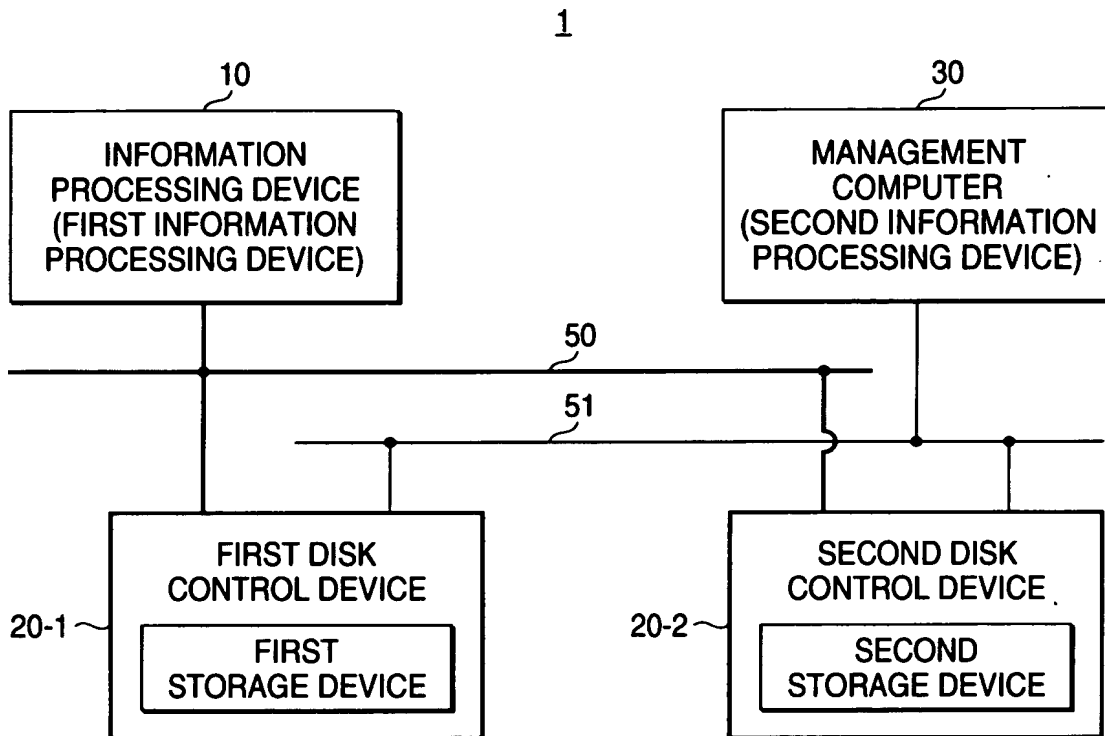 1
10
30
INFORMATION
PROCESSING DEVICE
(FIRST INFORMATION
PROCESSING DEVICE)
MANAGEMENT
COMPUTER
(SECOND INFORMATION
PROCESSING DEVICE)
50
51
FIRST DISK
CONTROL DEVICE
20-1
FIRST
STORAGE DEVICE
SECOND DISK
CONTROL DEVICE
20-2
SECOND
STORAGE DEVICE